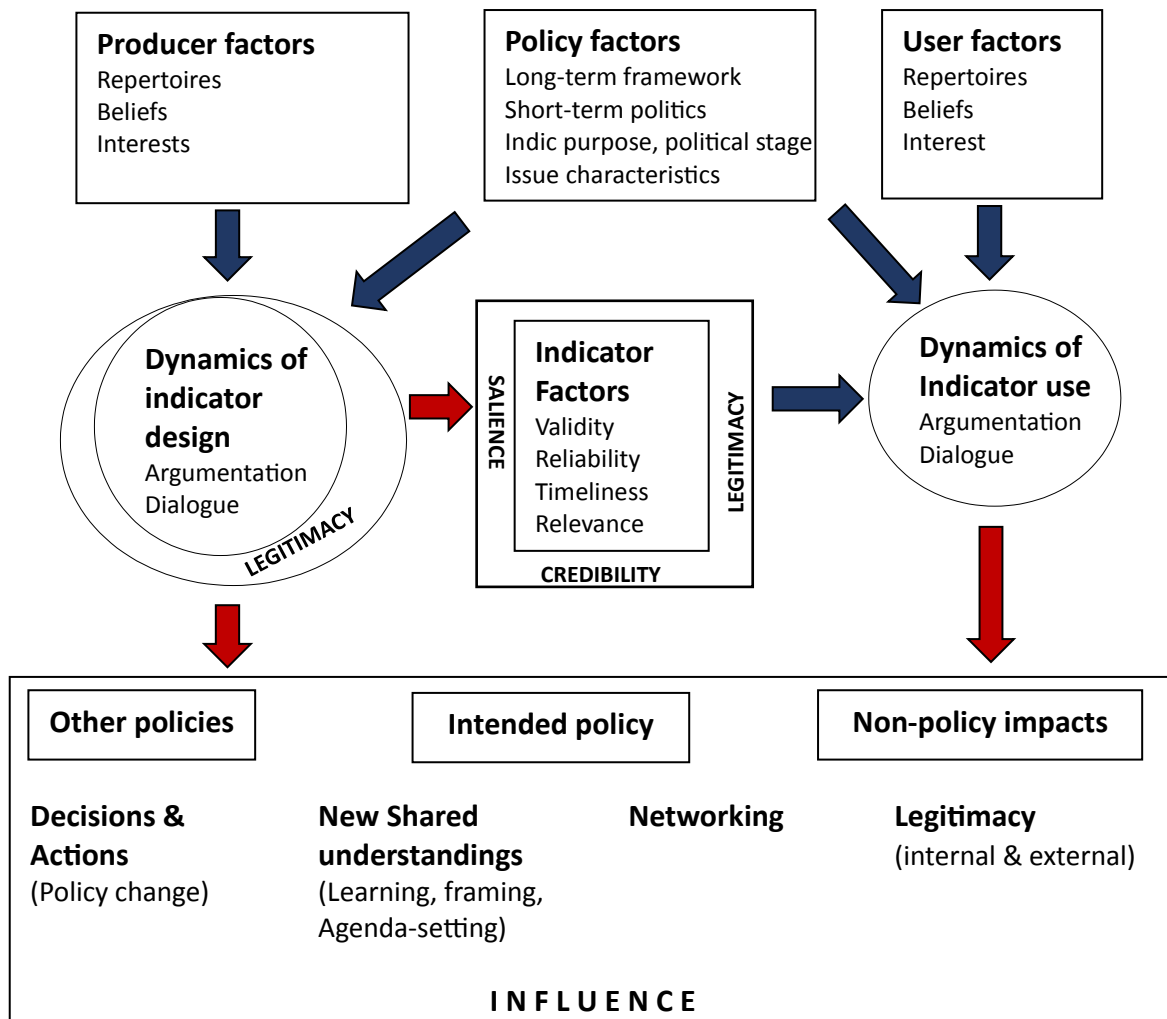 Producer factors
Repertoires
Beliefs
Interests
Policy factors
Long-term framework
Short-term politics
Indic purpose, political stage
Issue characteristics
User factors
Repertoires
Beliefs
Interest
Dynamics of
indicator
design
Argumentation
Dialogue
LEGITIMACY
SALIENCE
Indicator
Factors
Validity
Reliability
Timeliness
Relevance
LEGITIMACY
CREDIBILITY
Dynamics of
Indicator use
Argumentation
Dialogue
Other policies
Intended policy
Non-policy impacts
Decisions &
Actions
(Policy change)
New Shared
understandings
(Learning, framing,
Agenda-setting)
Networking
Legitimacy
(internal & external)
INFLUENCE